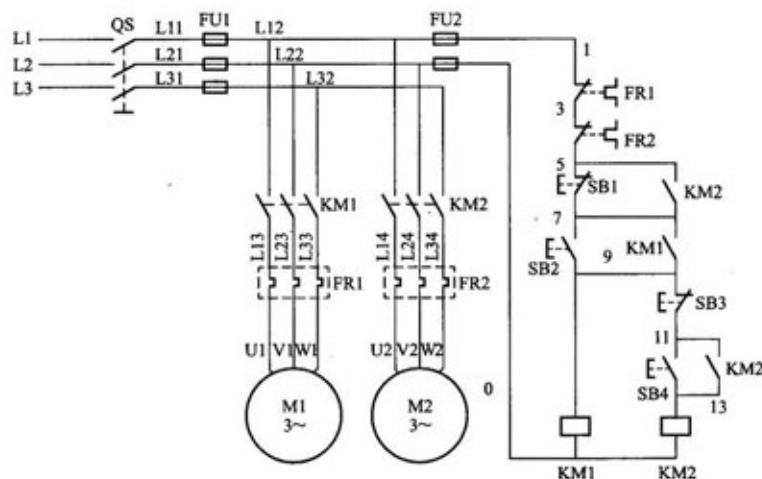 QS L11 FU1 L12 FU2
L1
L21 L22 1
L2
L31 L32
L3
3 FR1
FR2
5
SB1 KM2
KM1 KM2
7
L13 L23 L33 L14 L24 L34
SB2 9 KM1
FR1 FR2
SB3
11
U1 V1 W1 U2 V2 W2
KM2
SB4 13
0
M1 M2
3~ 3~
KM1 KM2